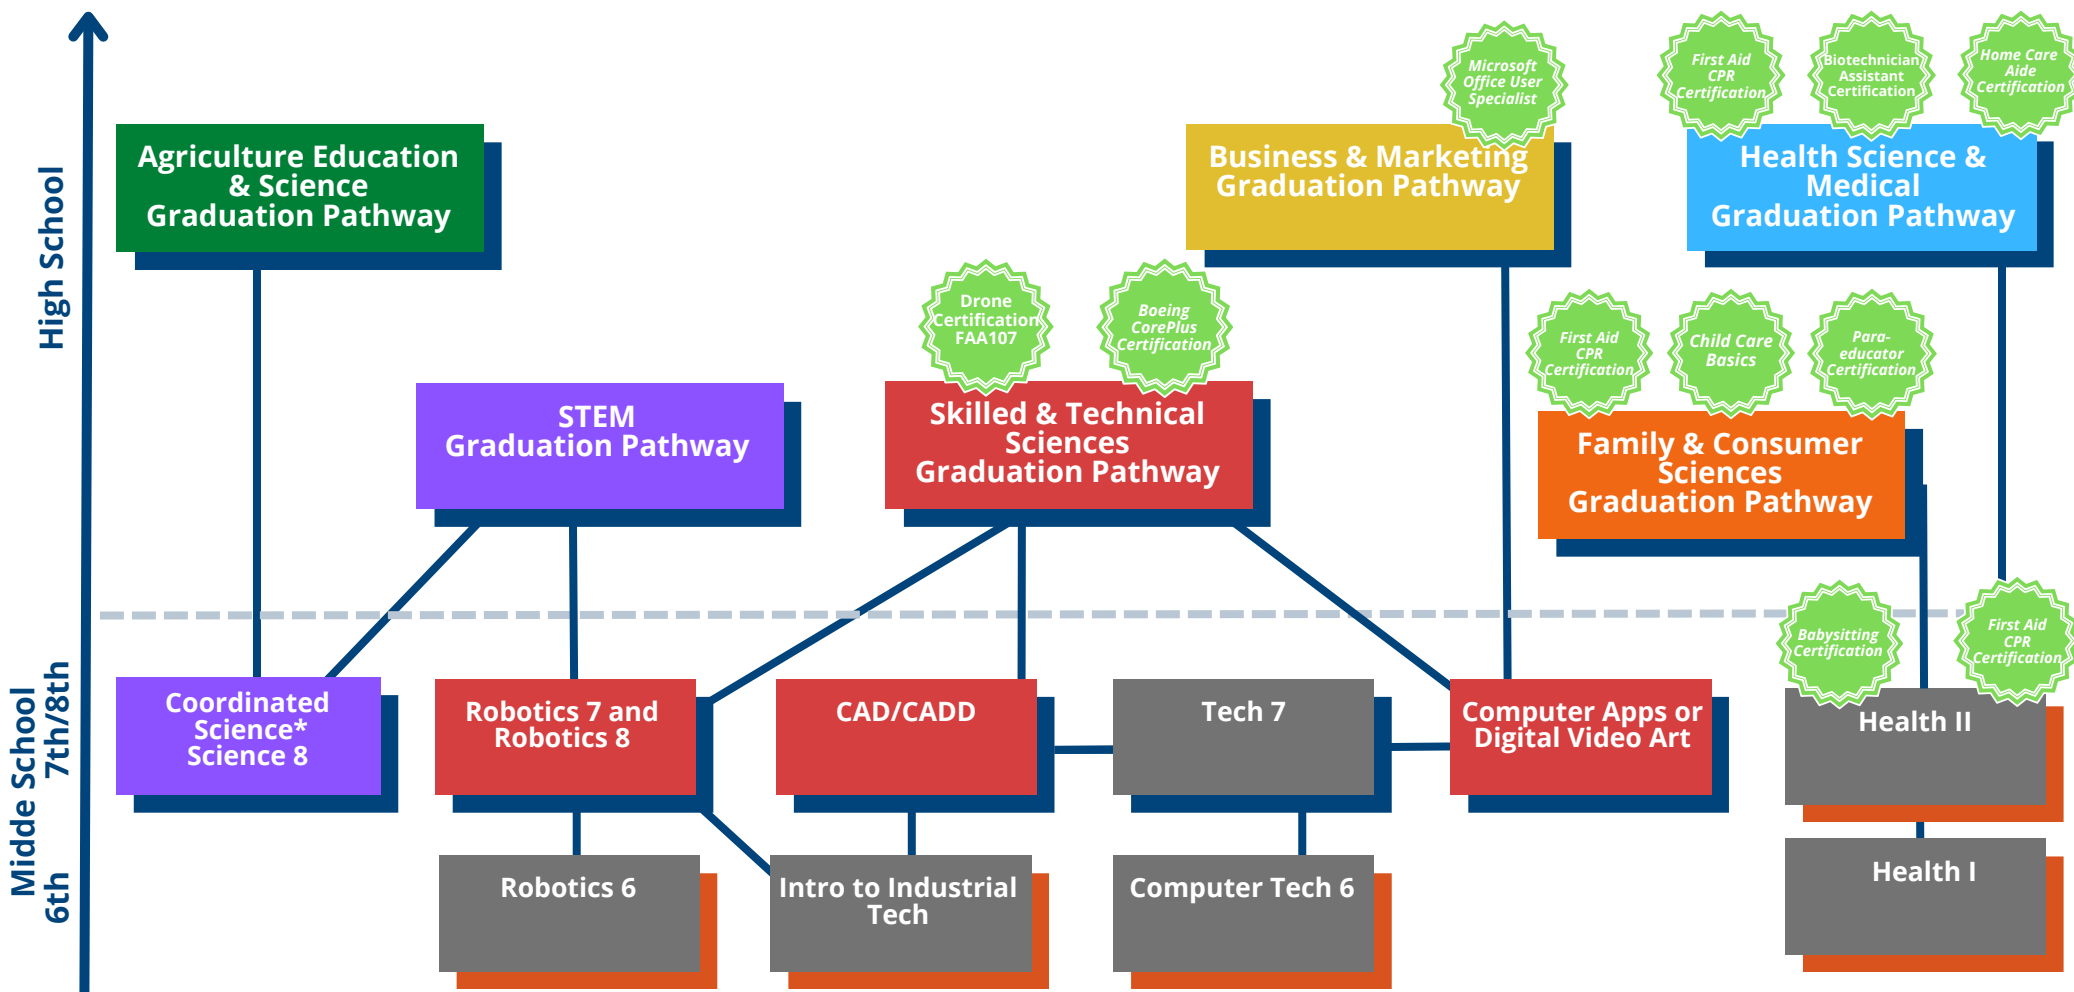 Microsoft
Office User
Specialist
First Aid
CPR
Certification
Biotechnician
Assistant
Certification
Home Care
Aide
Certification
High School
Agriculture Education
& Science
Graduation Pathway
Business & Marketing
Graduation Pathway
Health Science &
Medical
Graduation Pathway
Drone
Certification
FAA107
Boeing
CorePlus
Certification
First Aid
CPR
Certification
Child Care
Basics
Para-
educator
Certification
STEM
Graduation Pathway
Skilled & Technical
Sciences
Graduation Pathway
Family & Consumer
Sciences
Graduation Pathway
Babysitting
Certification
First Aid
CPR
Certification
Midde School
7th/8th
Coordinated
Science*
Science 8
Robotics 7 and
Robotics 8
CAD/CADD
Tech 7
Computer Apps or
Digital Video Art
Health II
6th
Robotics 6
Intro to Industrial
Tech
Computer Tech 6
Health I